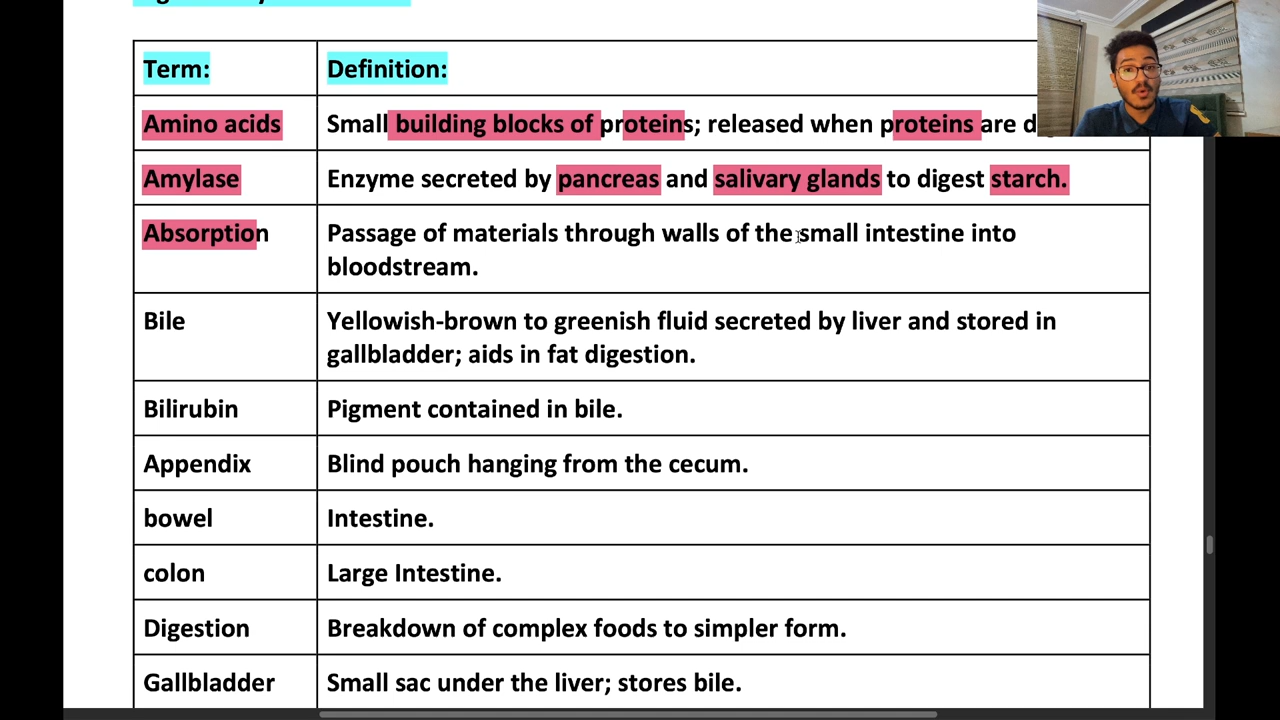 Term:
Definition:
Amino acids
Small building blocks of proteins; released when proteins are
Amylase
Enzyme secreted by pancreas and salivary glands to digest starch.
Absorption
Passage of materials through walls of the small intestine into
bloodstream.
Bile
Yellowish-brown to greenish fluid secreted by liver and stored in
gallbladder; aids in fat digestion.
Bilirubin
Pigment contained in bile.
Appendix
Blind pouch hanging from the cecum.
bowel
Intestine.
colon
Large Intestine.
Digestion
Breakdown of complex foods to simpler form.
Gallbladder
Small sac under the liver; stores bile.